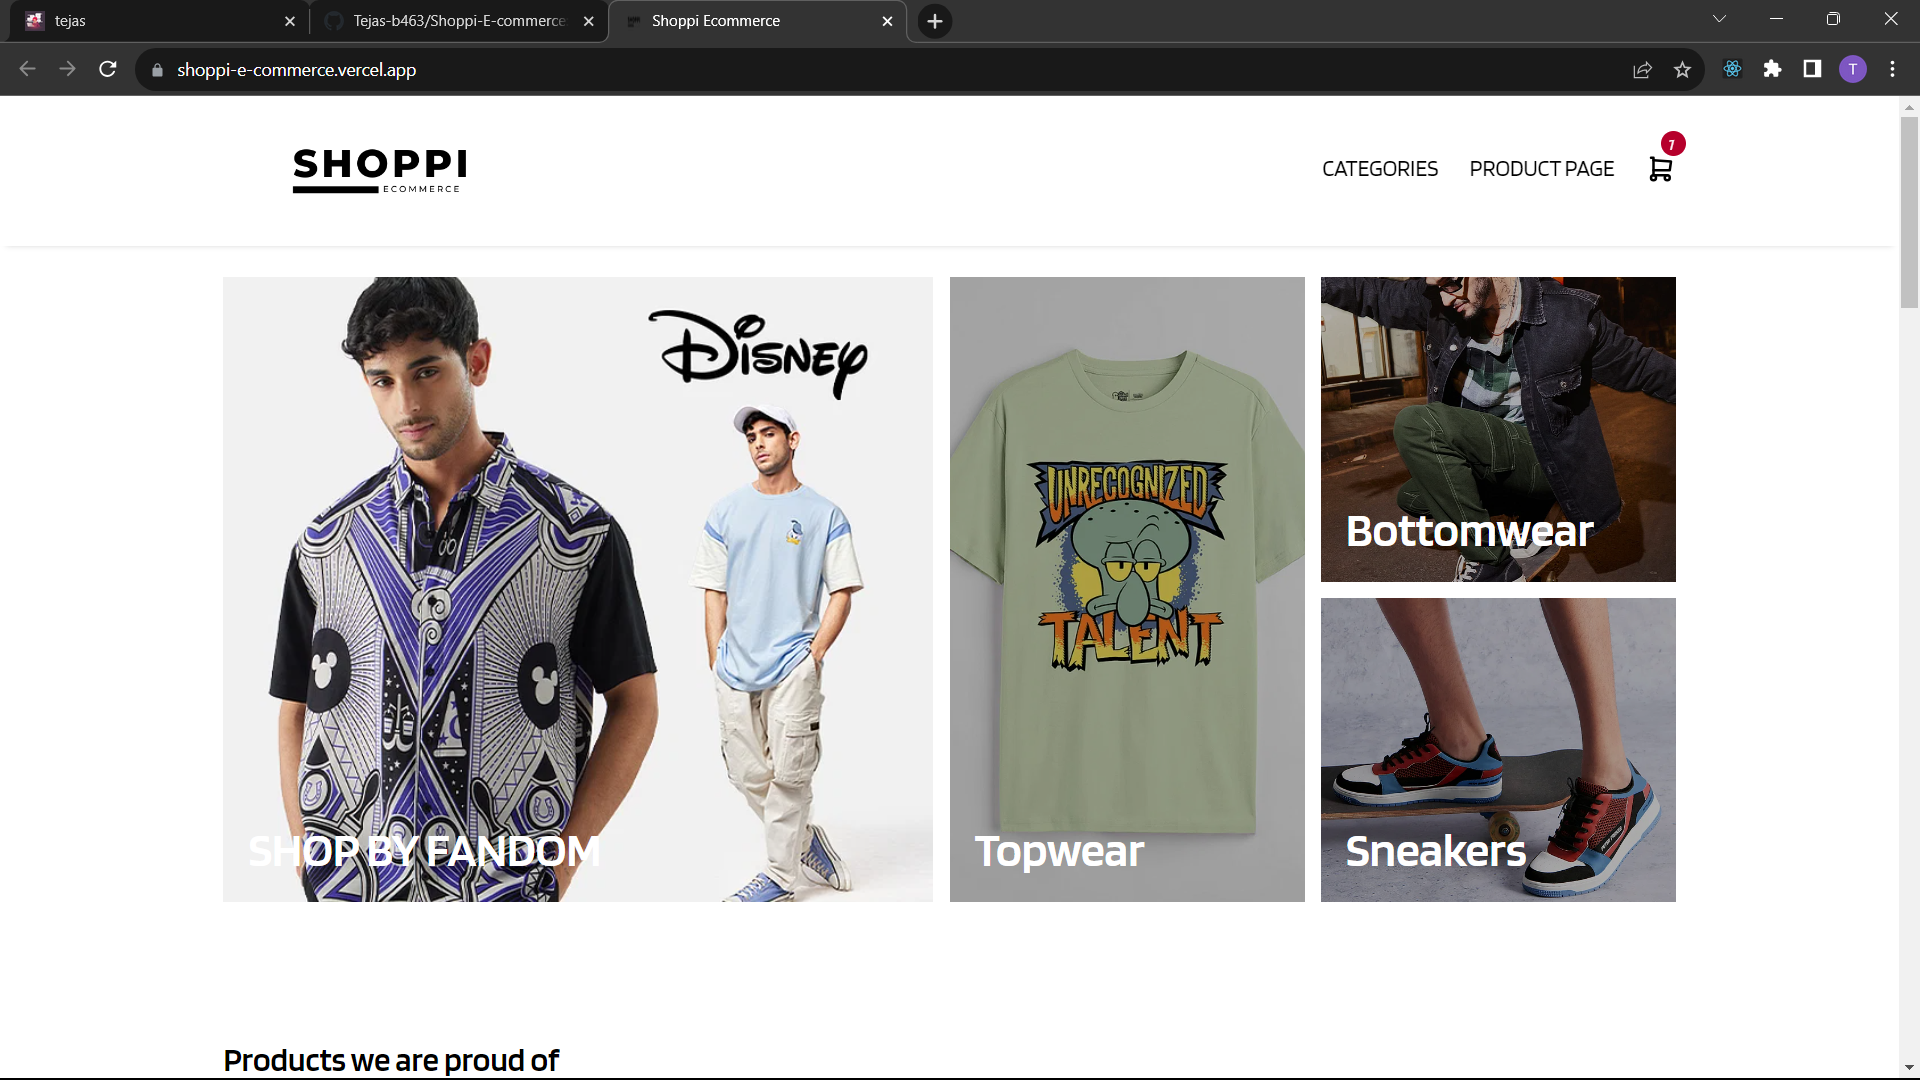 tejas
Tejas-b463/Shoppi-E-commerce
Shoppi Ecommerce
shoppi-e-commerce.vercel.app
T
SHOPPI
ECOMMERCE
CATEGORIES
PRODUCT PAGE
7
Disney
UNRECOGNIZED
TALENT
SHOP BY FANDOM
Topwear
Bottomwear
Sneakers
Products we are proud of